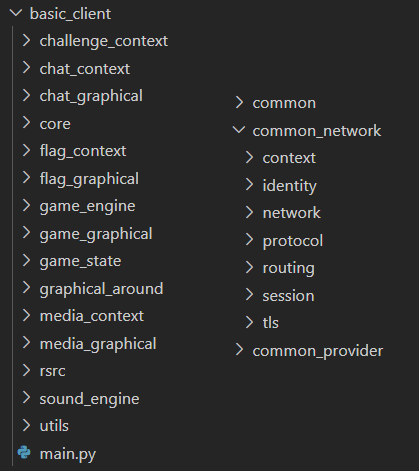 basic_client
challenge_context
chat_context
chat_graphical
core
flag_context
flag_graphical
game_engine
game_graphical
game_state
graphical_around
media_context
media_graphical
rsrc
sound_engine
utils
main.py
common
common_network
context
identity
network
protocol
routing
session
tls
common_provider